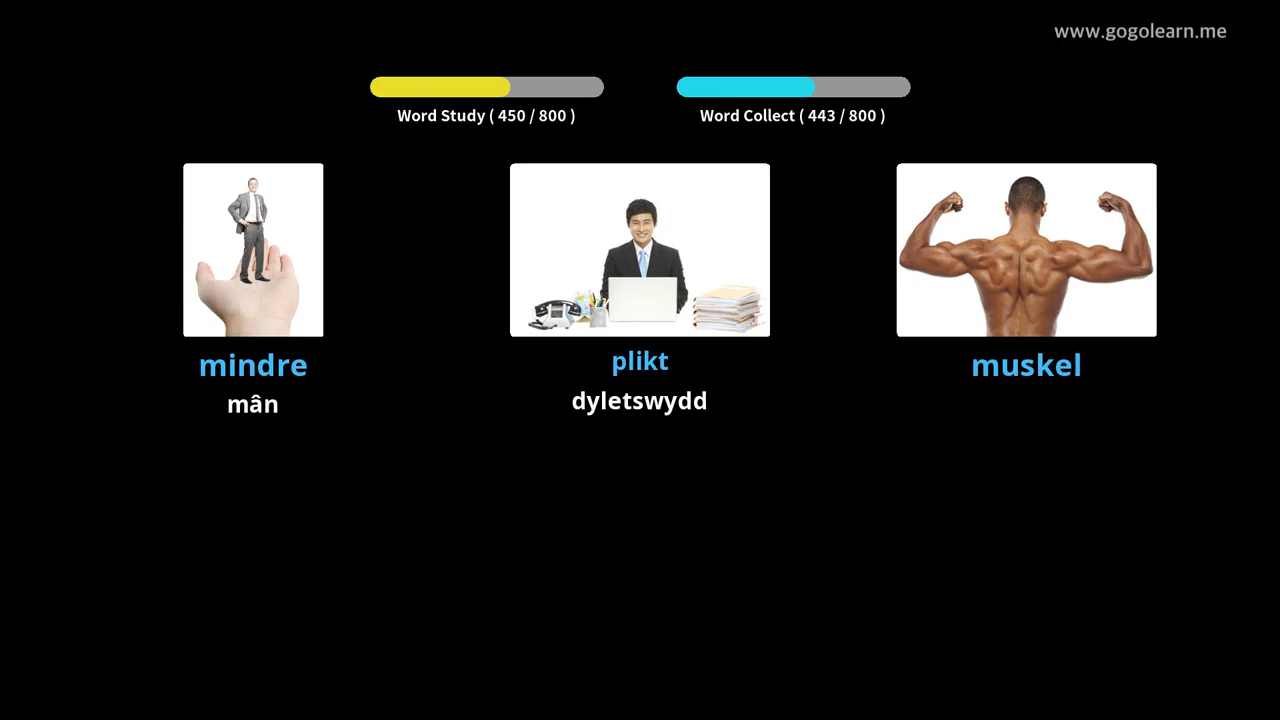 www.gogolearn.me
Word Study ( 450 / 800 )
Word Collect ( 443 / 800 )
mindre
mân
plikt
dyletswydd
muskel